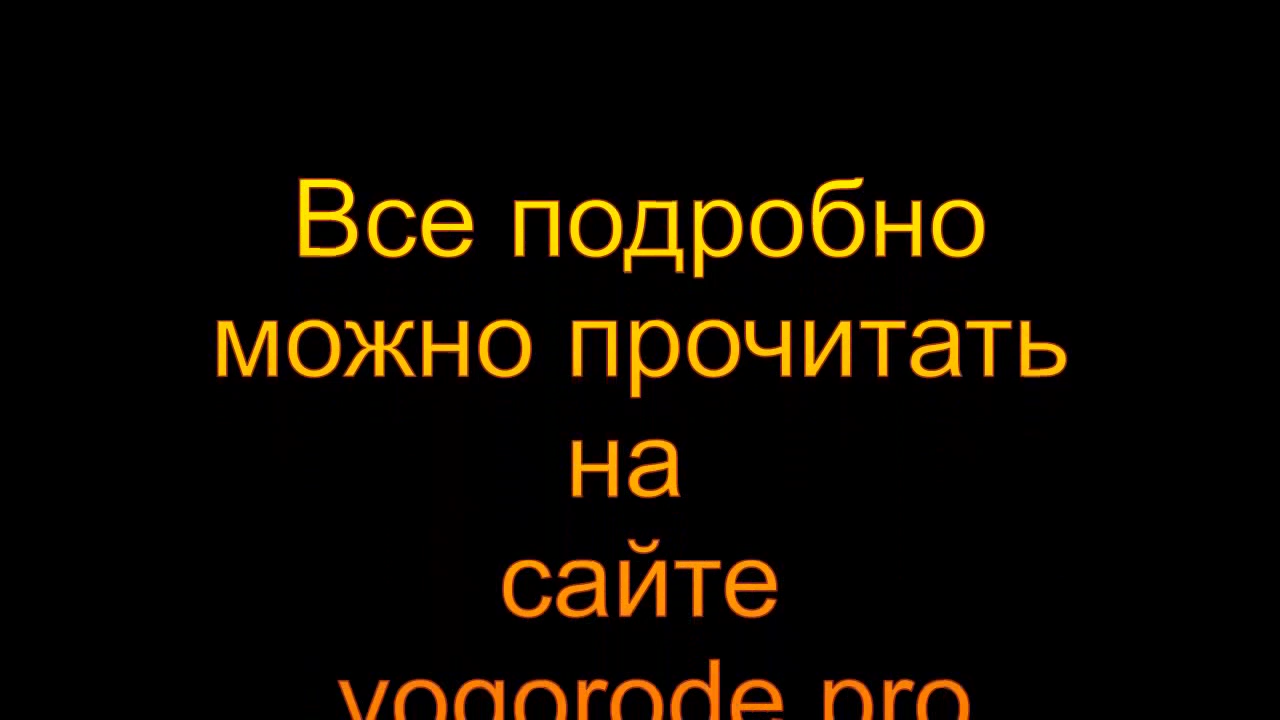 Все подробно
можно прочитать
на
сайте
vogorode.pro